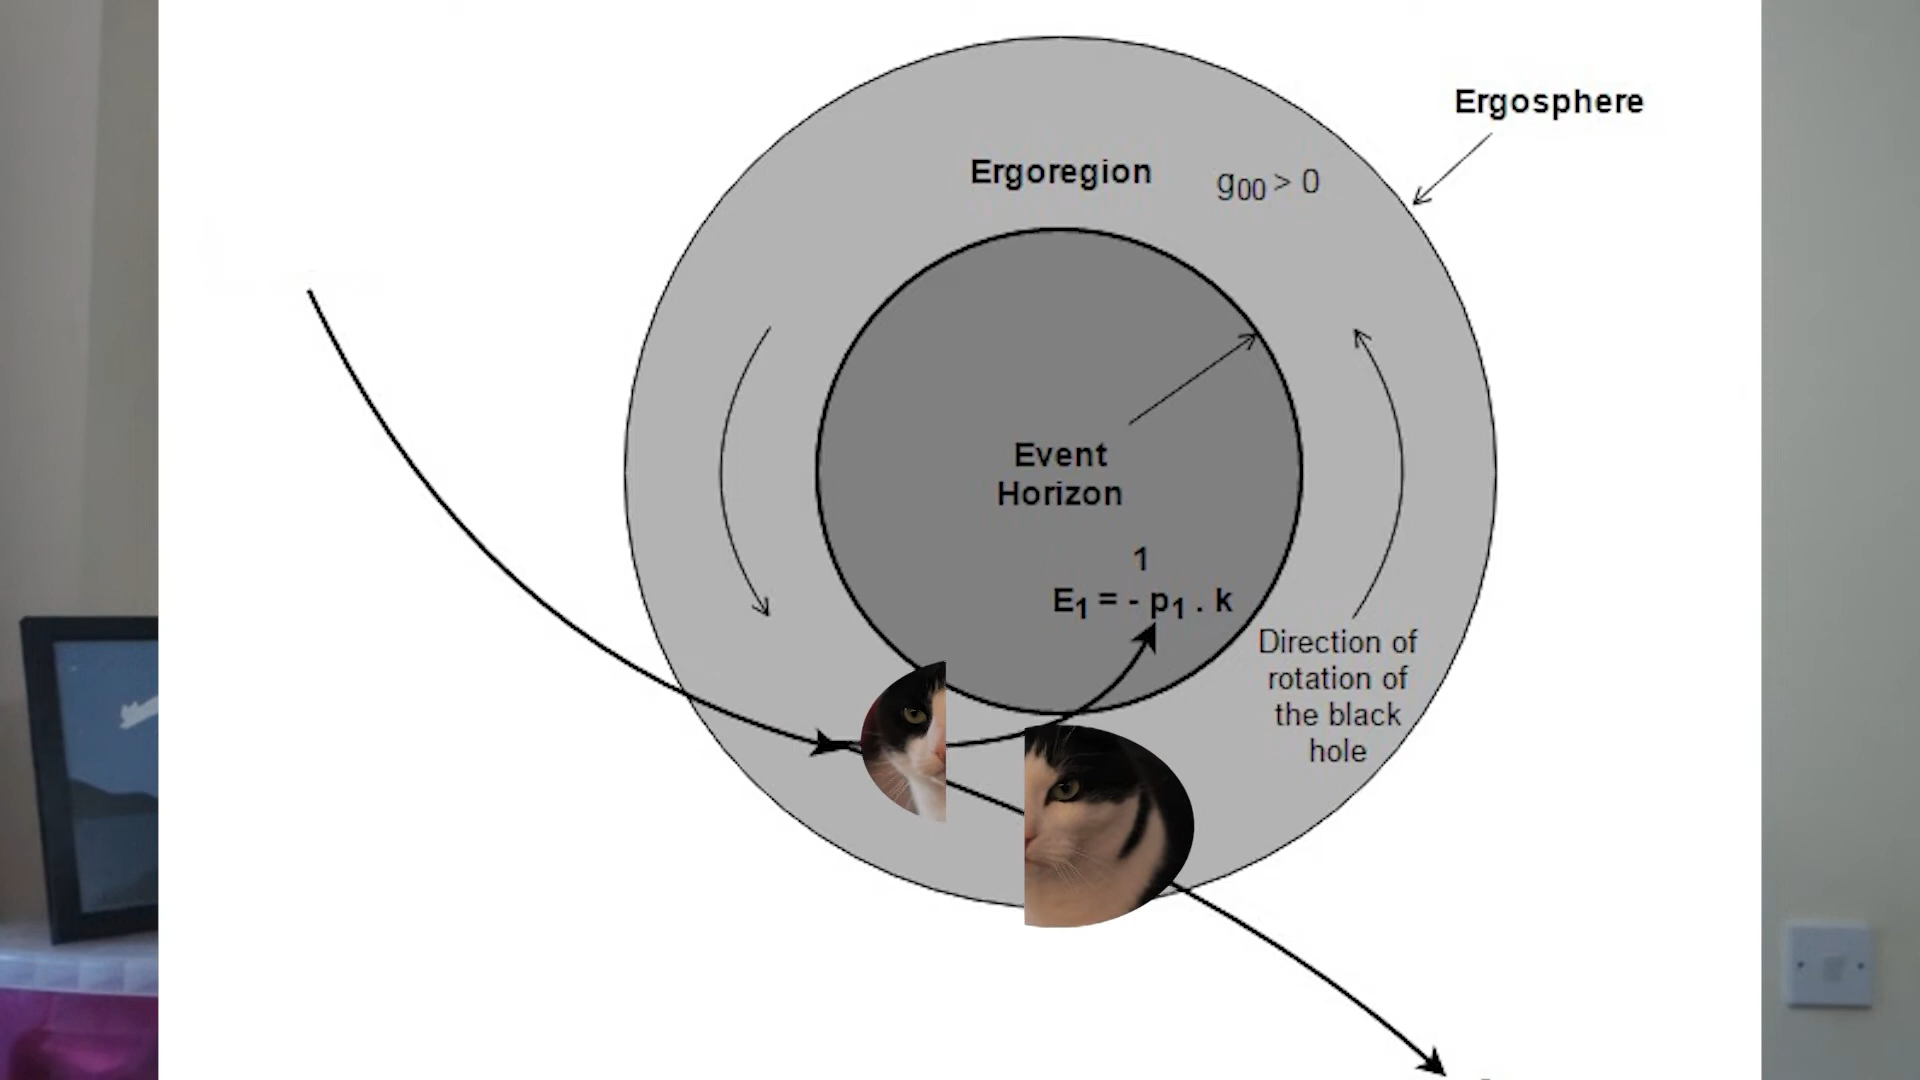 Ergosphere
Ergoregion
g00 > 0
Event
Horizon
1
E1 = - p1 . k
Direction of
rotation of
the black
hole